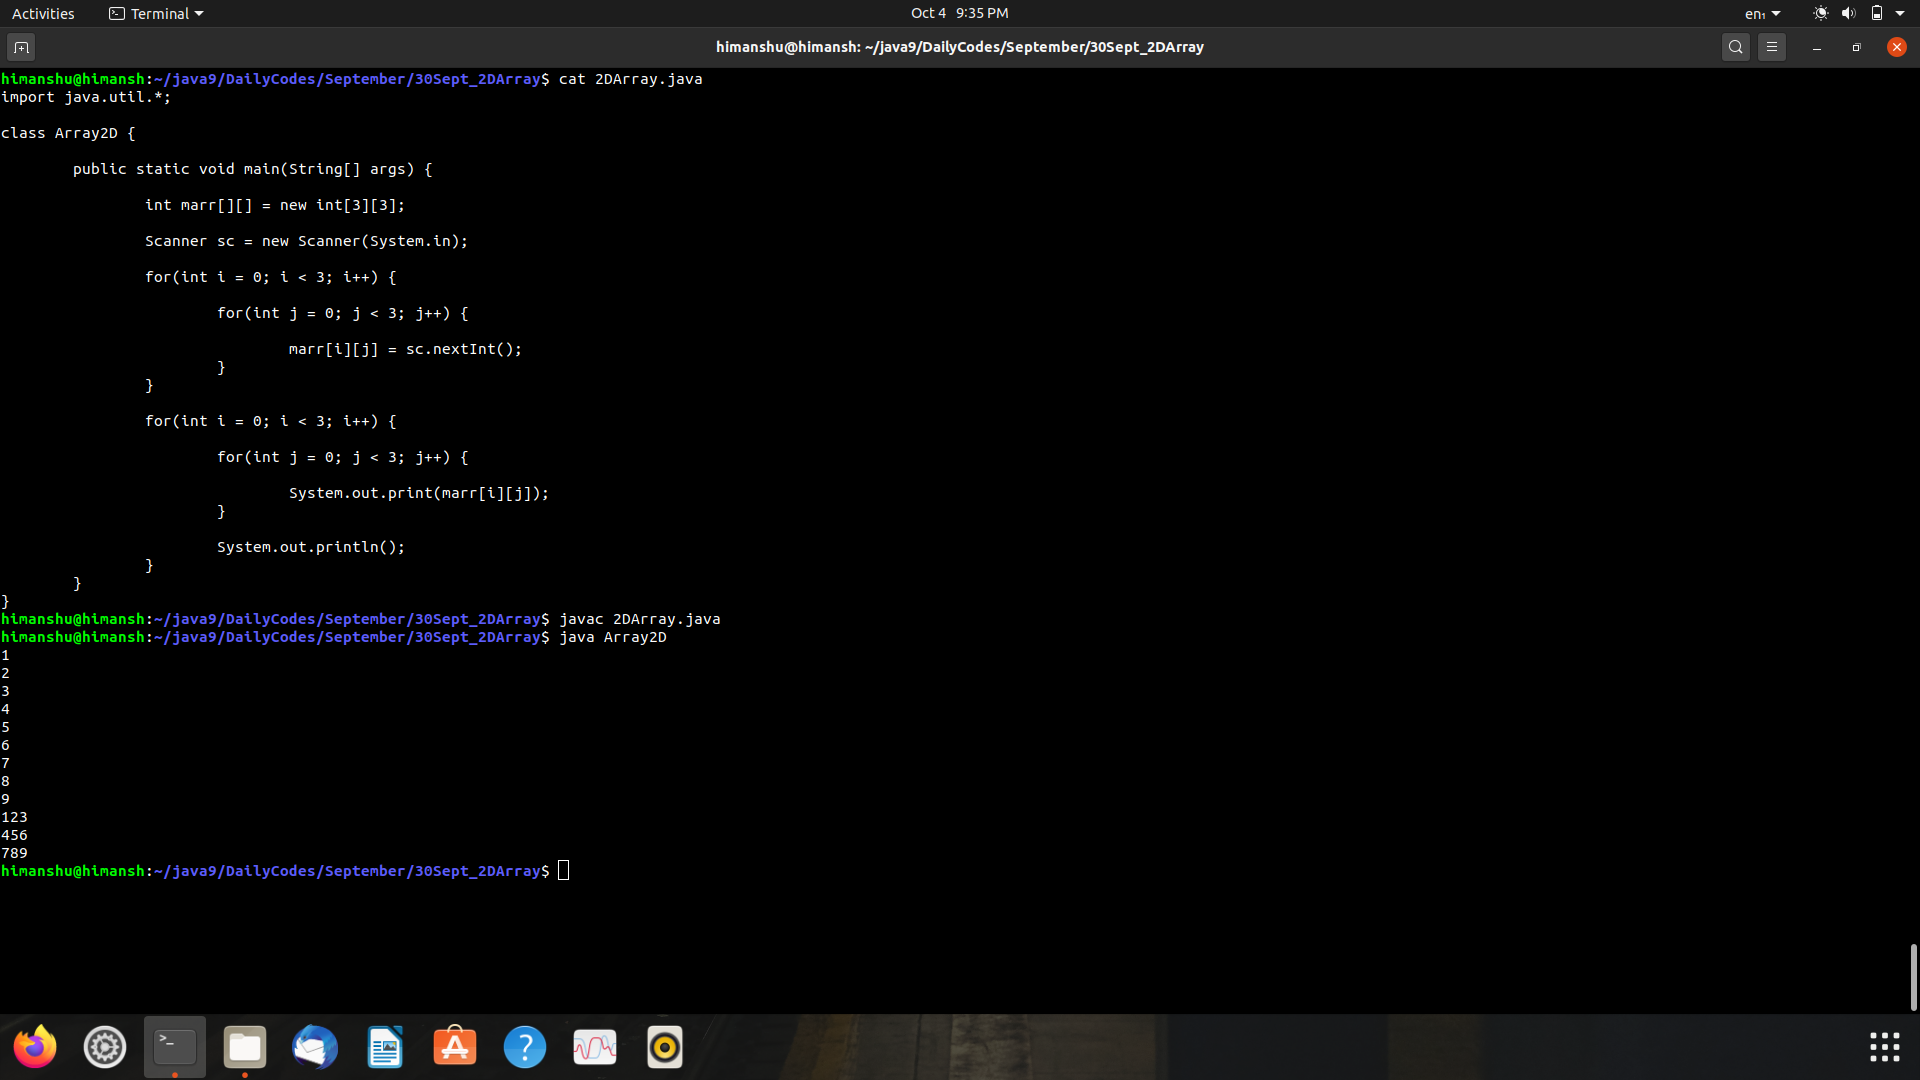 Activities Terminal Oct 4 9:35 PM en₁
himanshu@himansh: ~/java9/DailyCodes/September/30Sept_2DArray
himanshu@himansh:~/java9/DailyCodes/September/30Sept_2DArray$ cat 2DArray.java
import java.util.*;

class Array2D {

        public static void main(String[] args) {

                int marr[][] = new int[3][3];

                Scanner sc = new Scanner(System.in);

                for(int i = 0; i < 3; i++) {

                        for(int j = 0; j < 3; j++) {

                                marr[i][j] = sc.nextInt();
                        }
                }

                for(int i = 0; i < 3; i++) {

                        for(int j = 0; j < 3; j++) {

                                System.out.print(marr[i][j]);
                        }

                        System.out.println();
                }
        }
}
himanshu@himansh:~/java9/DailyCodes/September/30Sept_2DArray$ javac 2DArray.java
himanshu@himansh:~/java9/DailyCodes/September/30Sept_2DArray$ java Array2D
1
2
3
4
5
6
7
8
9
123
456
789
himanshu@himansh:~/java9/DailyCodes/September/30Sept_2DArray$